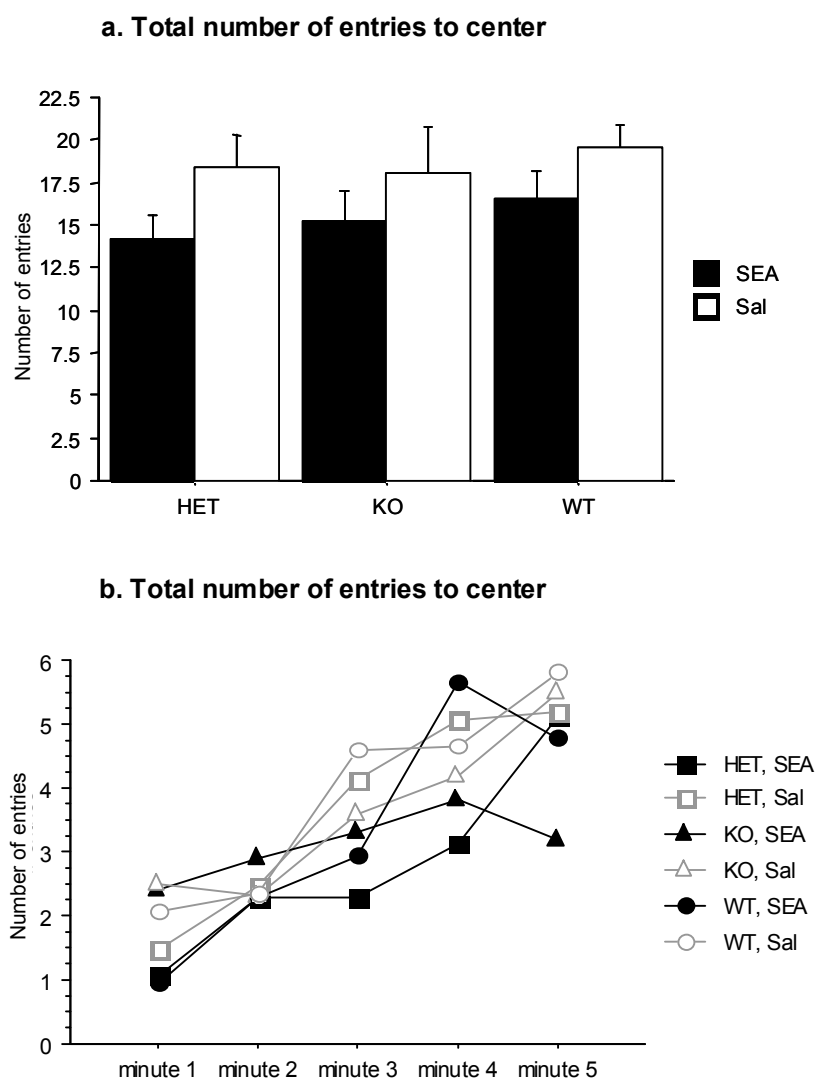 a. Total number of entries to center
22.5
20
17.5
15
12.5
10
7.5
5
2.5
0
Number of entries
HET
KO
WT
SEA
Sal
b. Total number of entries to center
6
5
4
3
2
1
0
Number of entries
minute 1
minute 2
minute 3
minute 4
minute 5
HET, SEA
HET, Sal
KO, SEA
KO, Sal
WT, SEA
WT, Sal